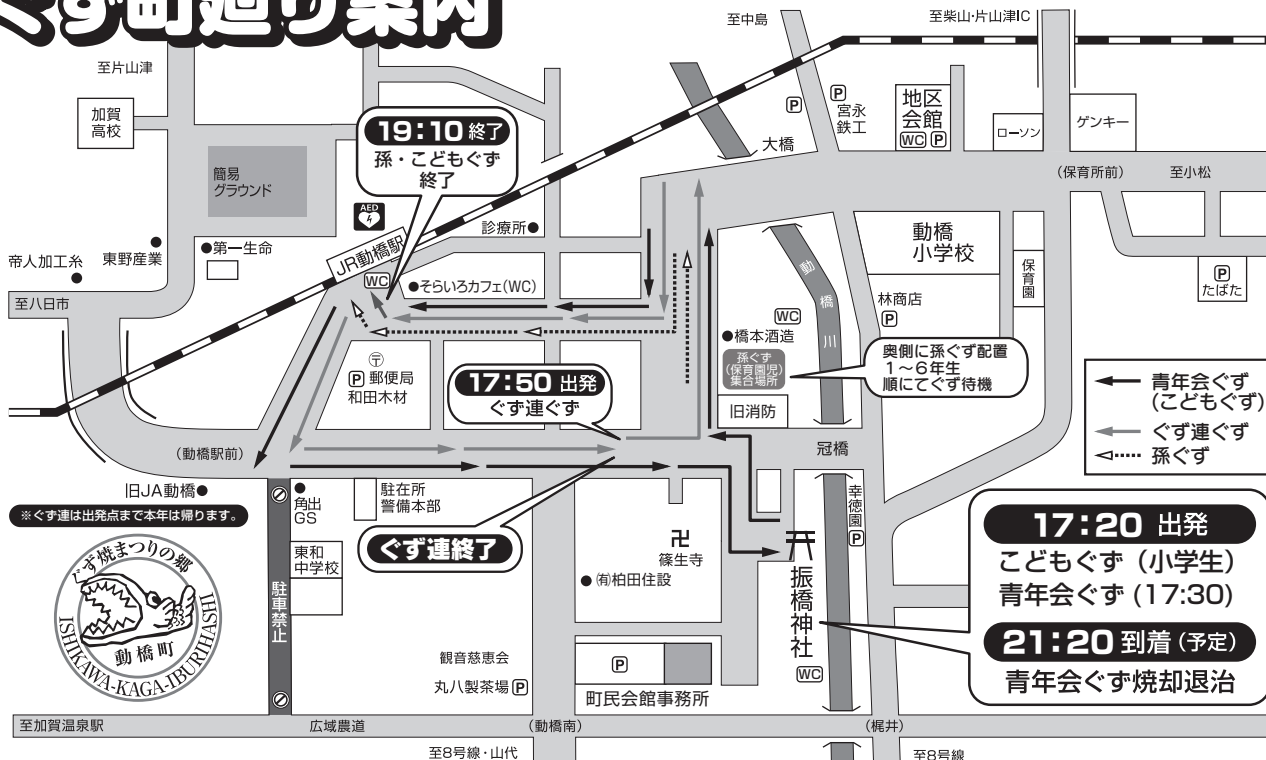 ぐず町廻り案内
至中島
至柴山・片山津IC
至片山津
加賀
高校
簡易
グラウンド
19:10 終了
孫・こどもぐず
終了
AED
診療所
大橋
P
P
宮永
鉄工
地区
会館
WC P
ローソン
ゲンキー
(保育所前)
至小松
帝人加工糸
東野産業
第一生命
JR動橋駅
WC
そらいろカフェ(WC)
動橋
小学校
保育園
P
たばた
至八日市
動橋川
WC
橋本酒造
林商店
P
孫ぐず
(保育園児)
集合場所
奥側に孫ぐず配置
1〜6年生
順にてぐず待機
旧消防
〒
P 郵便局
和田木材
17:50 出発
ぐず連ぐず
青年会ぐず
(こどもぐず)
ぐず連ぐず
孫ぐず
(動橋駅前)
冠橋
旧JA動橋
※ぐず連は出発点まで本年は帰ります。
角出
GS
駐在所
警備本部
ぐず連終了
卍
篠生寺
㈲柏田住設
幸徳園
P
17:20 出発
こどもぐず (小学生)
青年会ぐず (17:30)
21:20 到着 (予定)
青年会ぐず焼却退治
東和
中学校
駐車禁止
振橋神社
WC
ぐず焼まつりの郷
動橋町
ISHIKAWA-KAGA-IBURIHASHI
観音慈恵会
丸八製茶場 P
P
町民会館事務所
至加賀温泉駅
広域農道
(動橋南)
(梶井)
至8号線・山代
至8号線